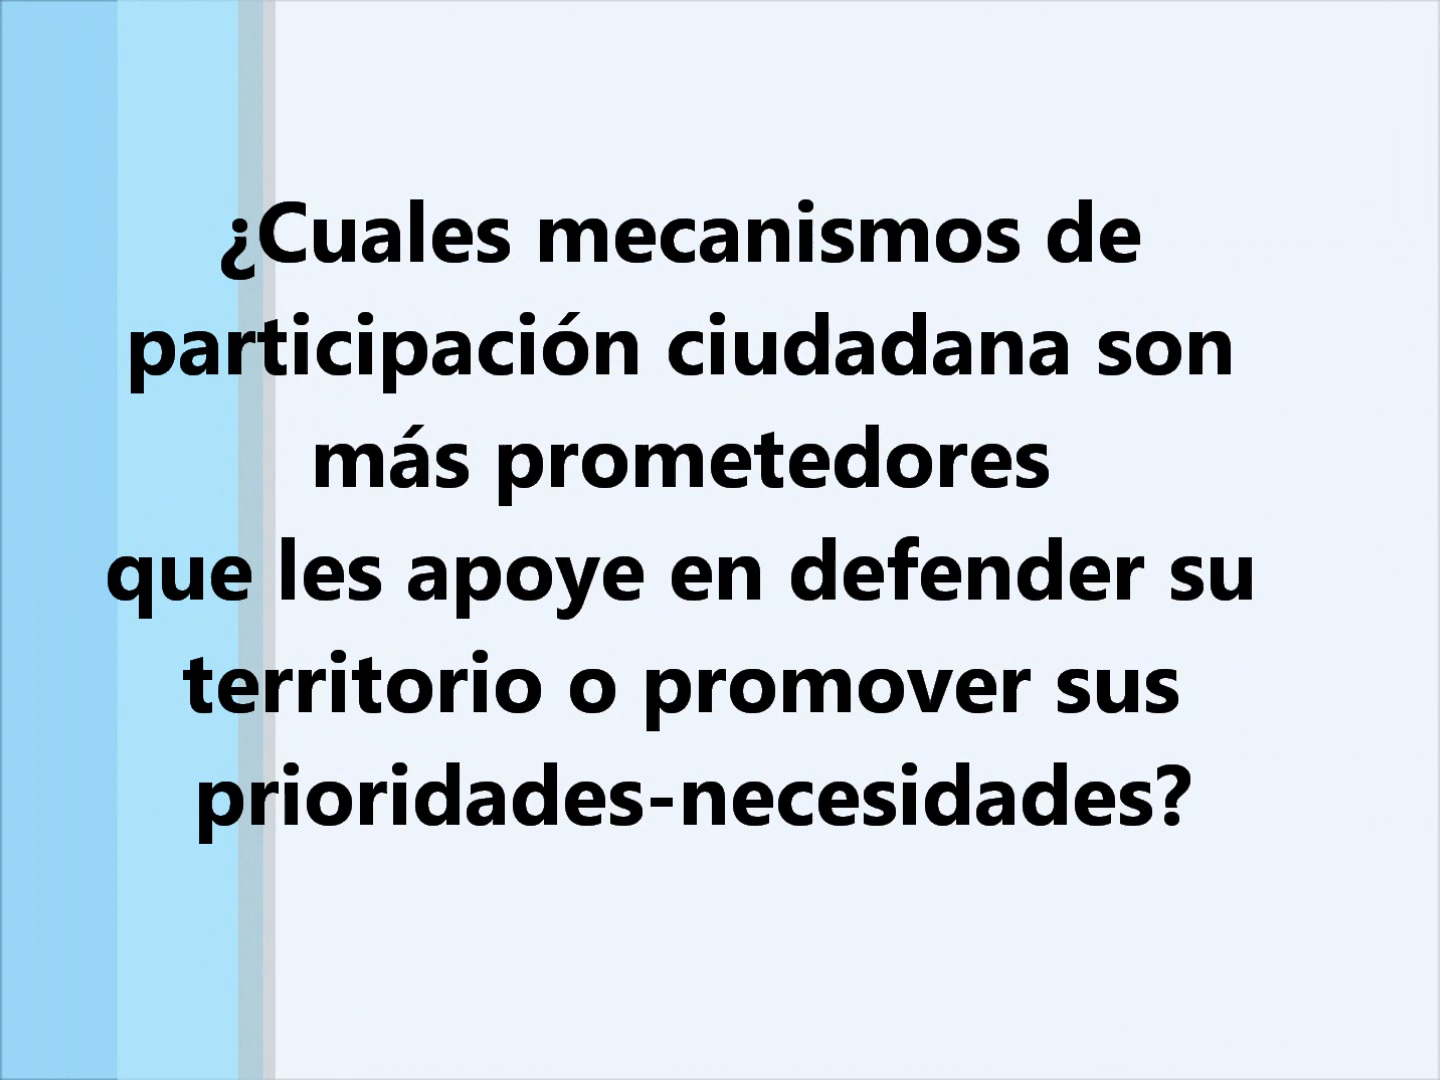 ¿Cuales mecanismos de
participación ciudadana son
más prometedores
que les apoye en defender su
territorio o promover sus
prioridades-necesidades?